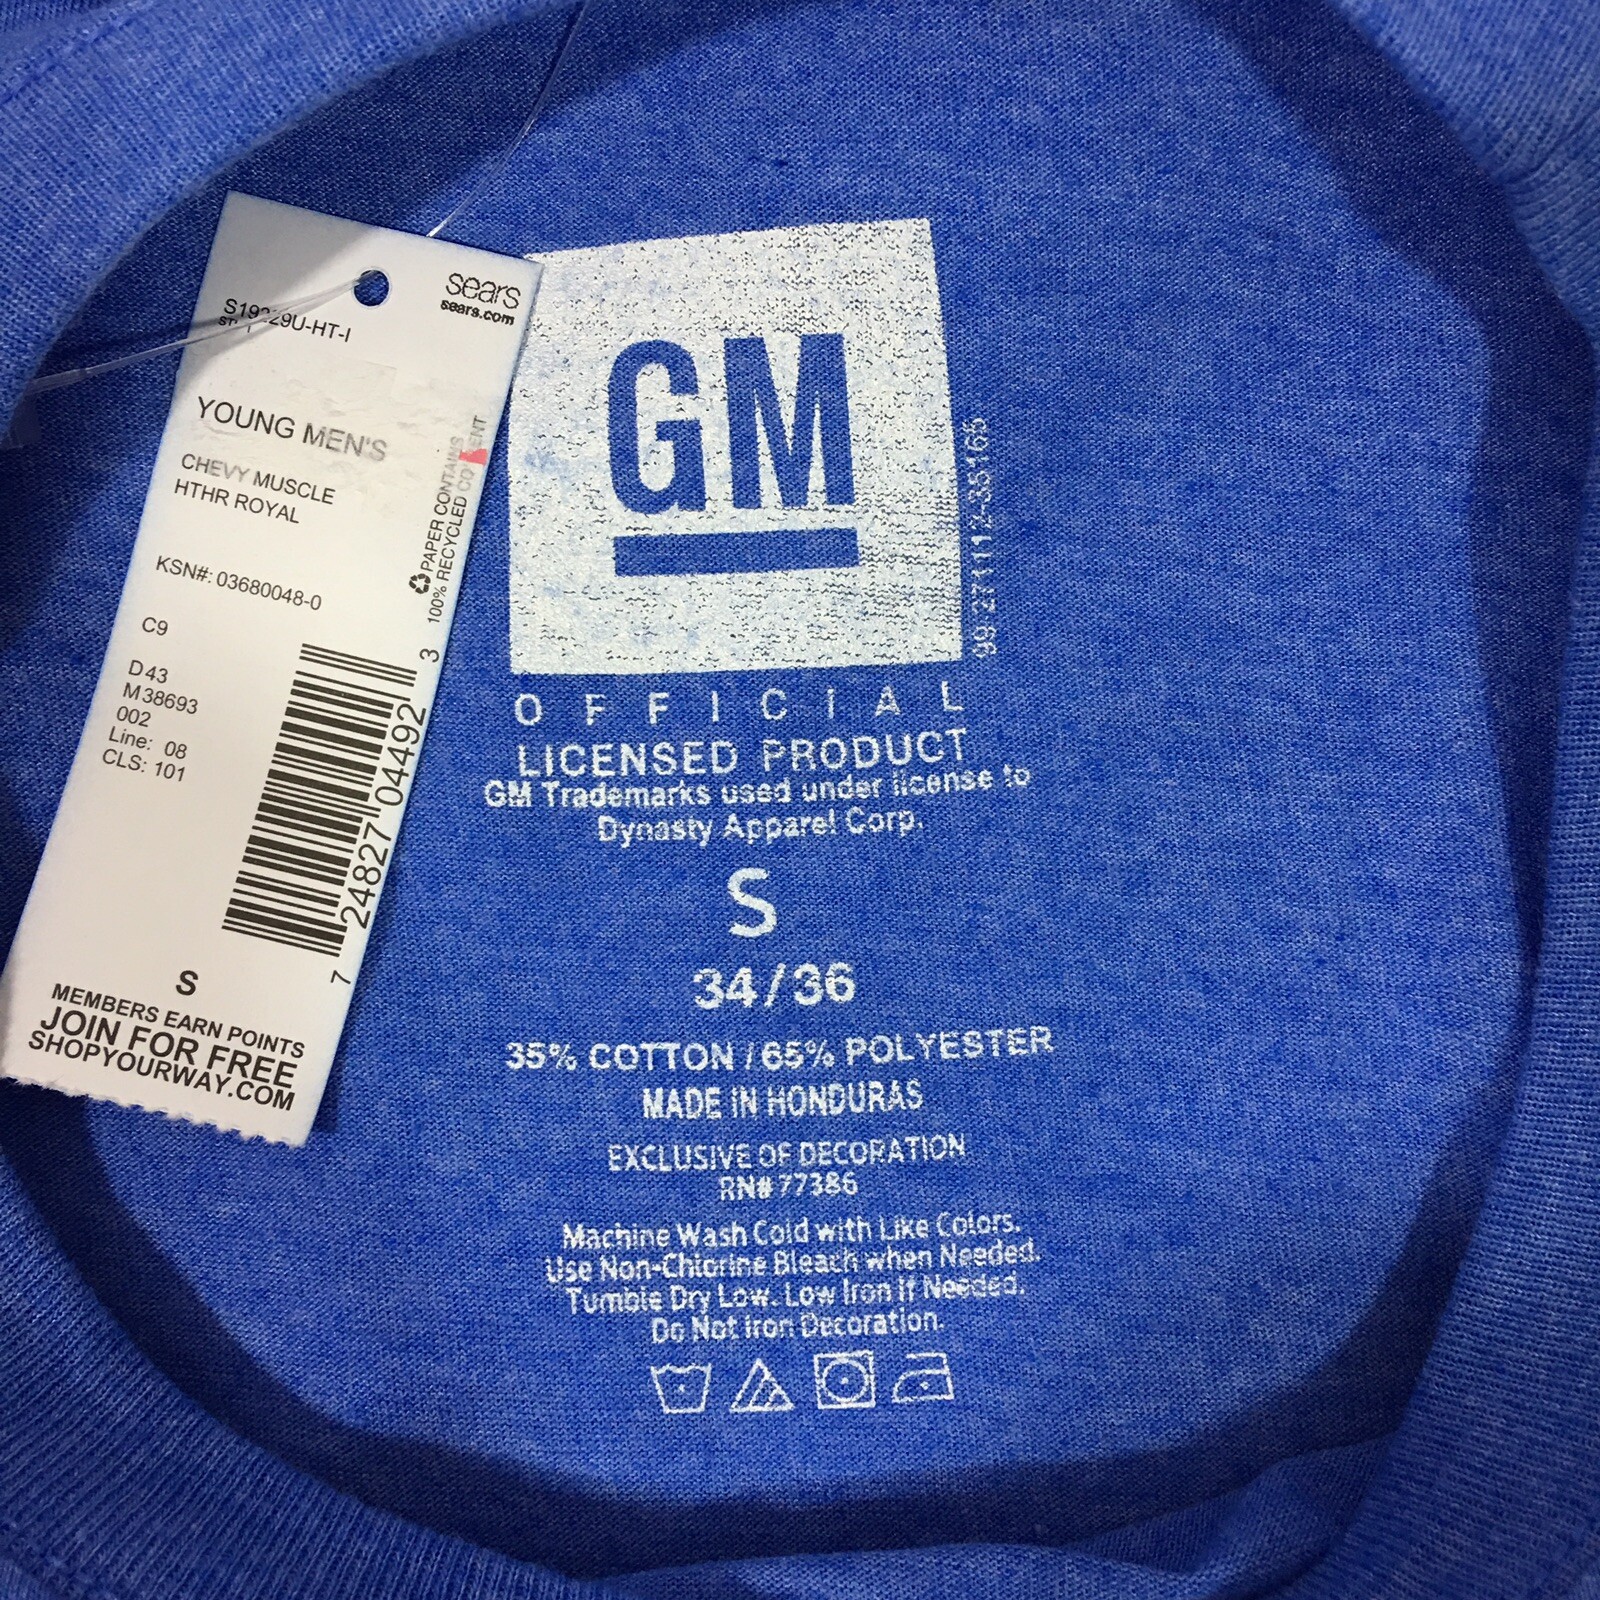 sears
sears.com
YOUNG MEN'S
CHEVY MUSCLE
HTHR ROYAL
PAPER CONTAINS
100% RECYCLED
KSN#: 03680048-0
C9
D43
M38693
002
Line: 08
CLS: 101
7 24827 04492 3
S
MEMBERS EARN POINTS
JOIN FOR FREE
SHOPYOURWAY.COM
GM
99-271112-35165
OFFICIAL
LICENSED PRODUCT
GM Trademarks used under license to
Dynasty Apparel Corp.
S
34/36
35% COTTON / 65% POLYESTER
MADE IN HONDURAS
EXCLUSIVE OF DECORATION
RN# 77386
Machine Wash Cold with Like Colors.
Use Non-Chlorine Bleach when Needed.
Tumble Dry Low. Low Iron if Needed.
Do Not Iron Decoration.